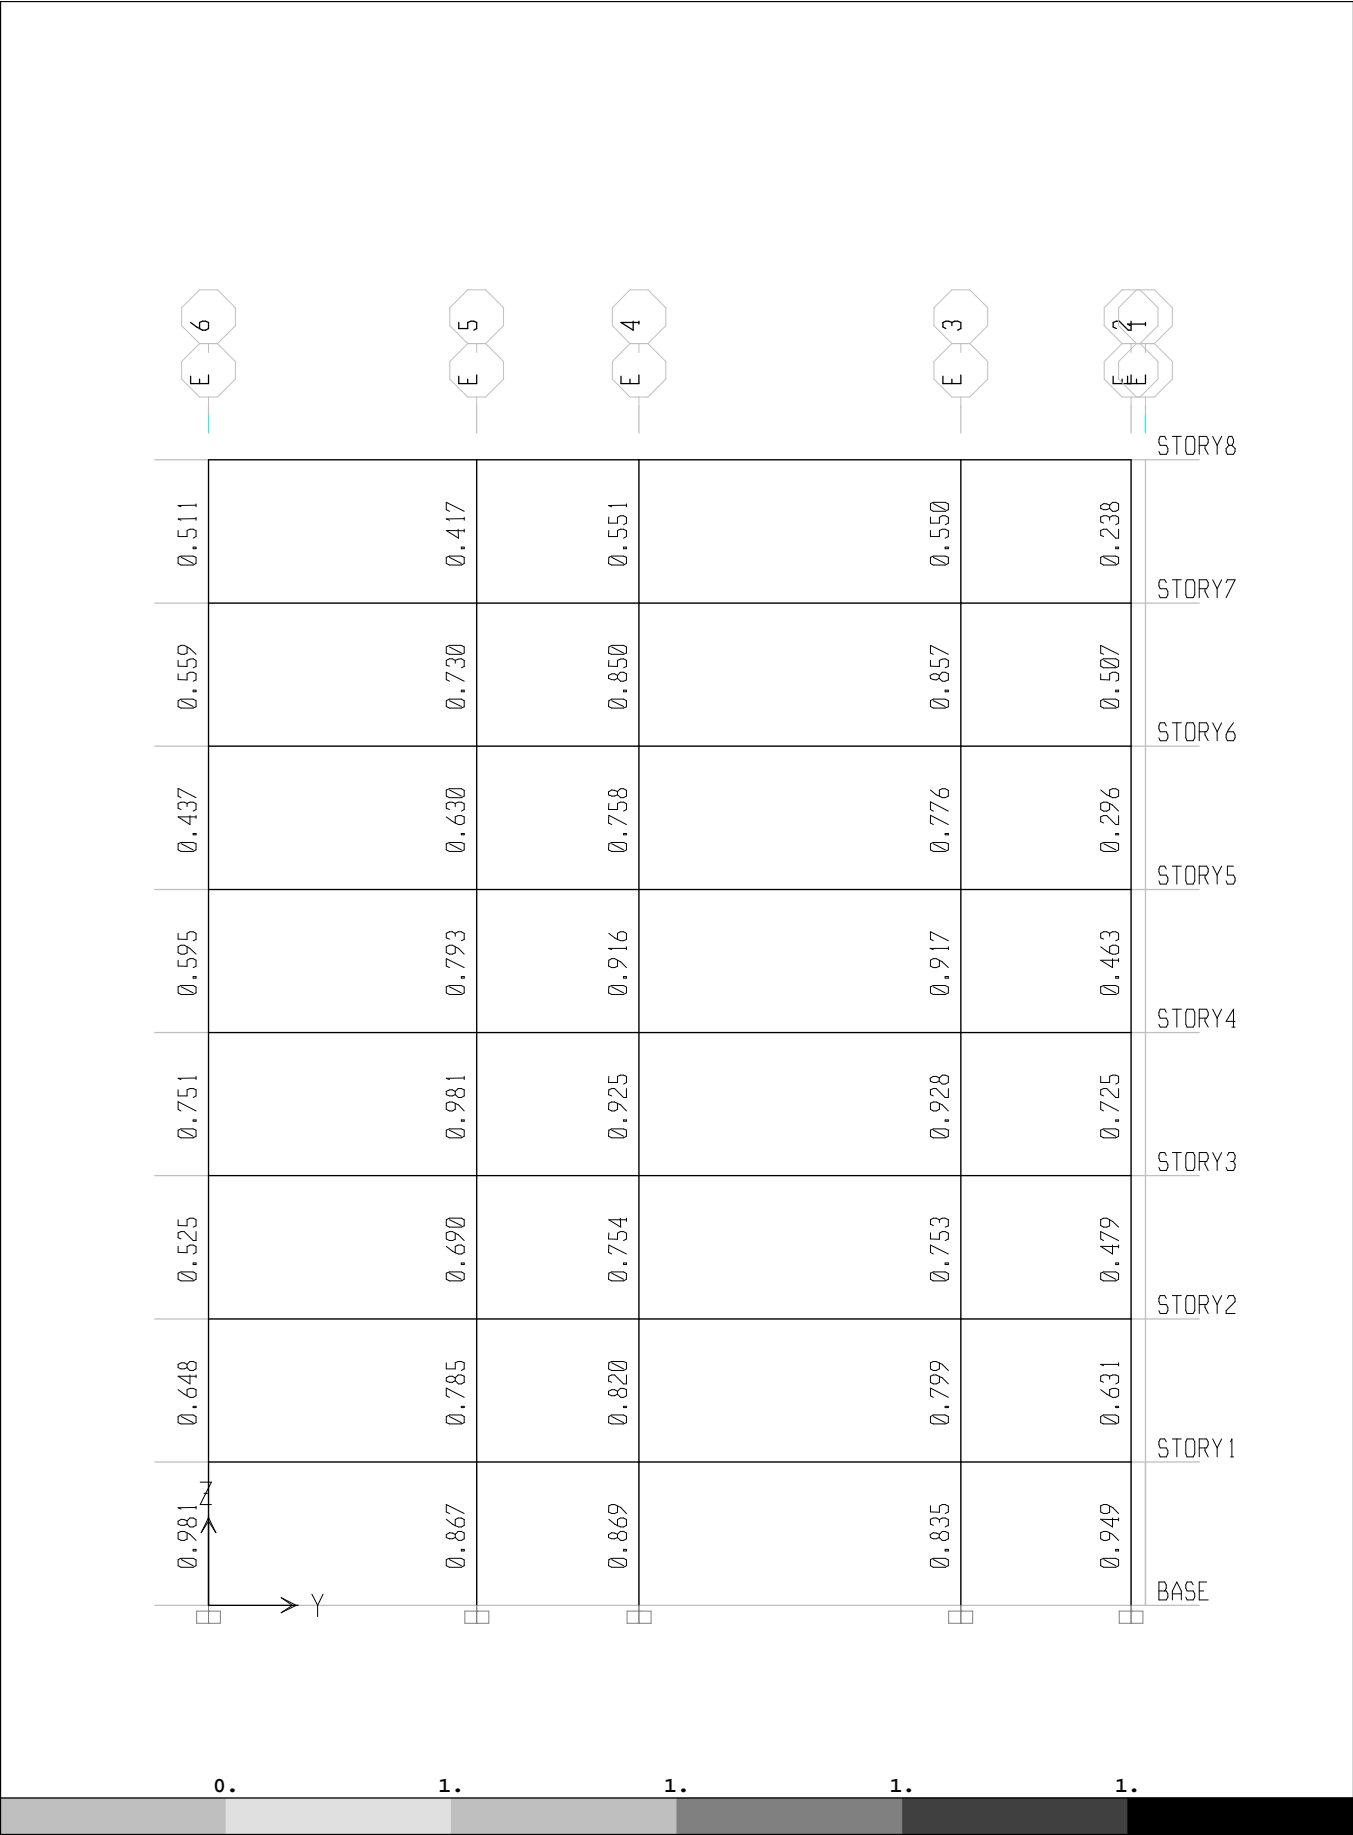 6 5 4 3 2 1
E E E E E E
STORY8
0.511 0.417 0.551 0.550 0.238
STORY7
0.559 0.730 0.850 0.857 0.507
STORY6
0.437 0.630 0.758 0.776 0.296
STORY5
0.595 0.793 0.916 0.917 0.463
STORY4
0.751 0.981 0.925 0.928 0.725
STORY3
0.525 0.690 0.754 0.753 0.479
STORY2
0.648 0.785 0.820 0.799 0.631
STORY1
Z
0.981 0.867 0.869 0.835 0.949
BASE
Y
0. 1. 1. 1. 1.